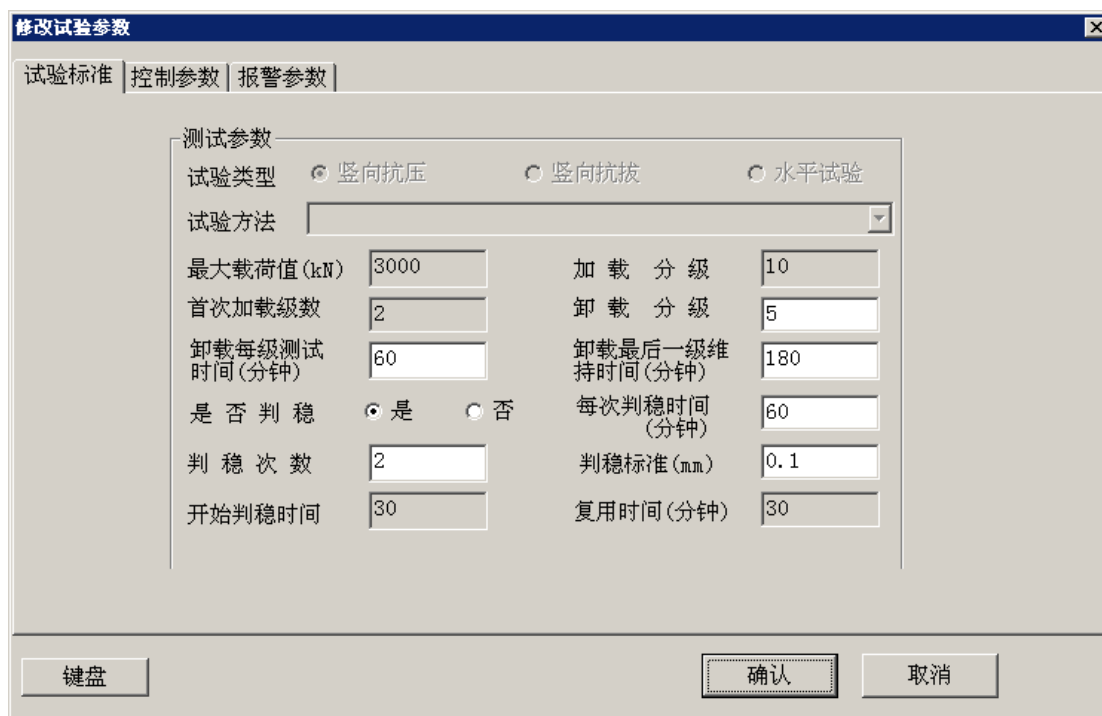 修改试验参数
试验标准 控制参数 报警参数
测试参数
试验类型 竖向抗压 竖向抗拔 水平试验
试验方法
最大载荷值(kN) 3000 加 载 分 级 10
首次加载级数 2 卸 载 分 级 5
卸载每级测试
时间(分钟) 60 卸载最后一级维
持时间(分钟) 180
是 否 判 稳 是 否 每次判稳时间
(分钟) 60
判 稳 次 数 2 判稳标准(mm) 0.1
开始判稳时间 30 复用时间(分钟) 30
键盘 确认 取消